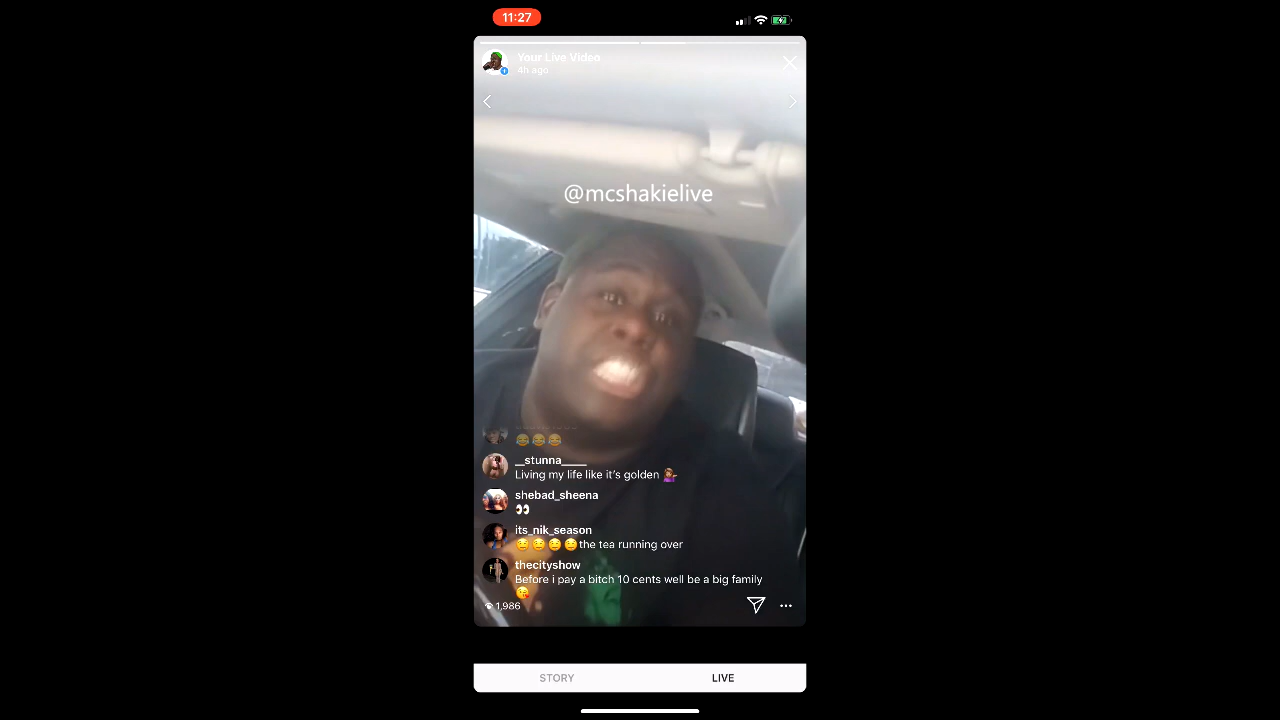 11:27
Your Live Video
4h ago
@mcshakielive
__stunna____
Living my life like it’s golden
shebad_sheena
its_nik_season
the tea running over
thecityshow
Before i pay a bitch 10 cents well be a big family
1,986
STORY
LIVE